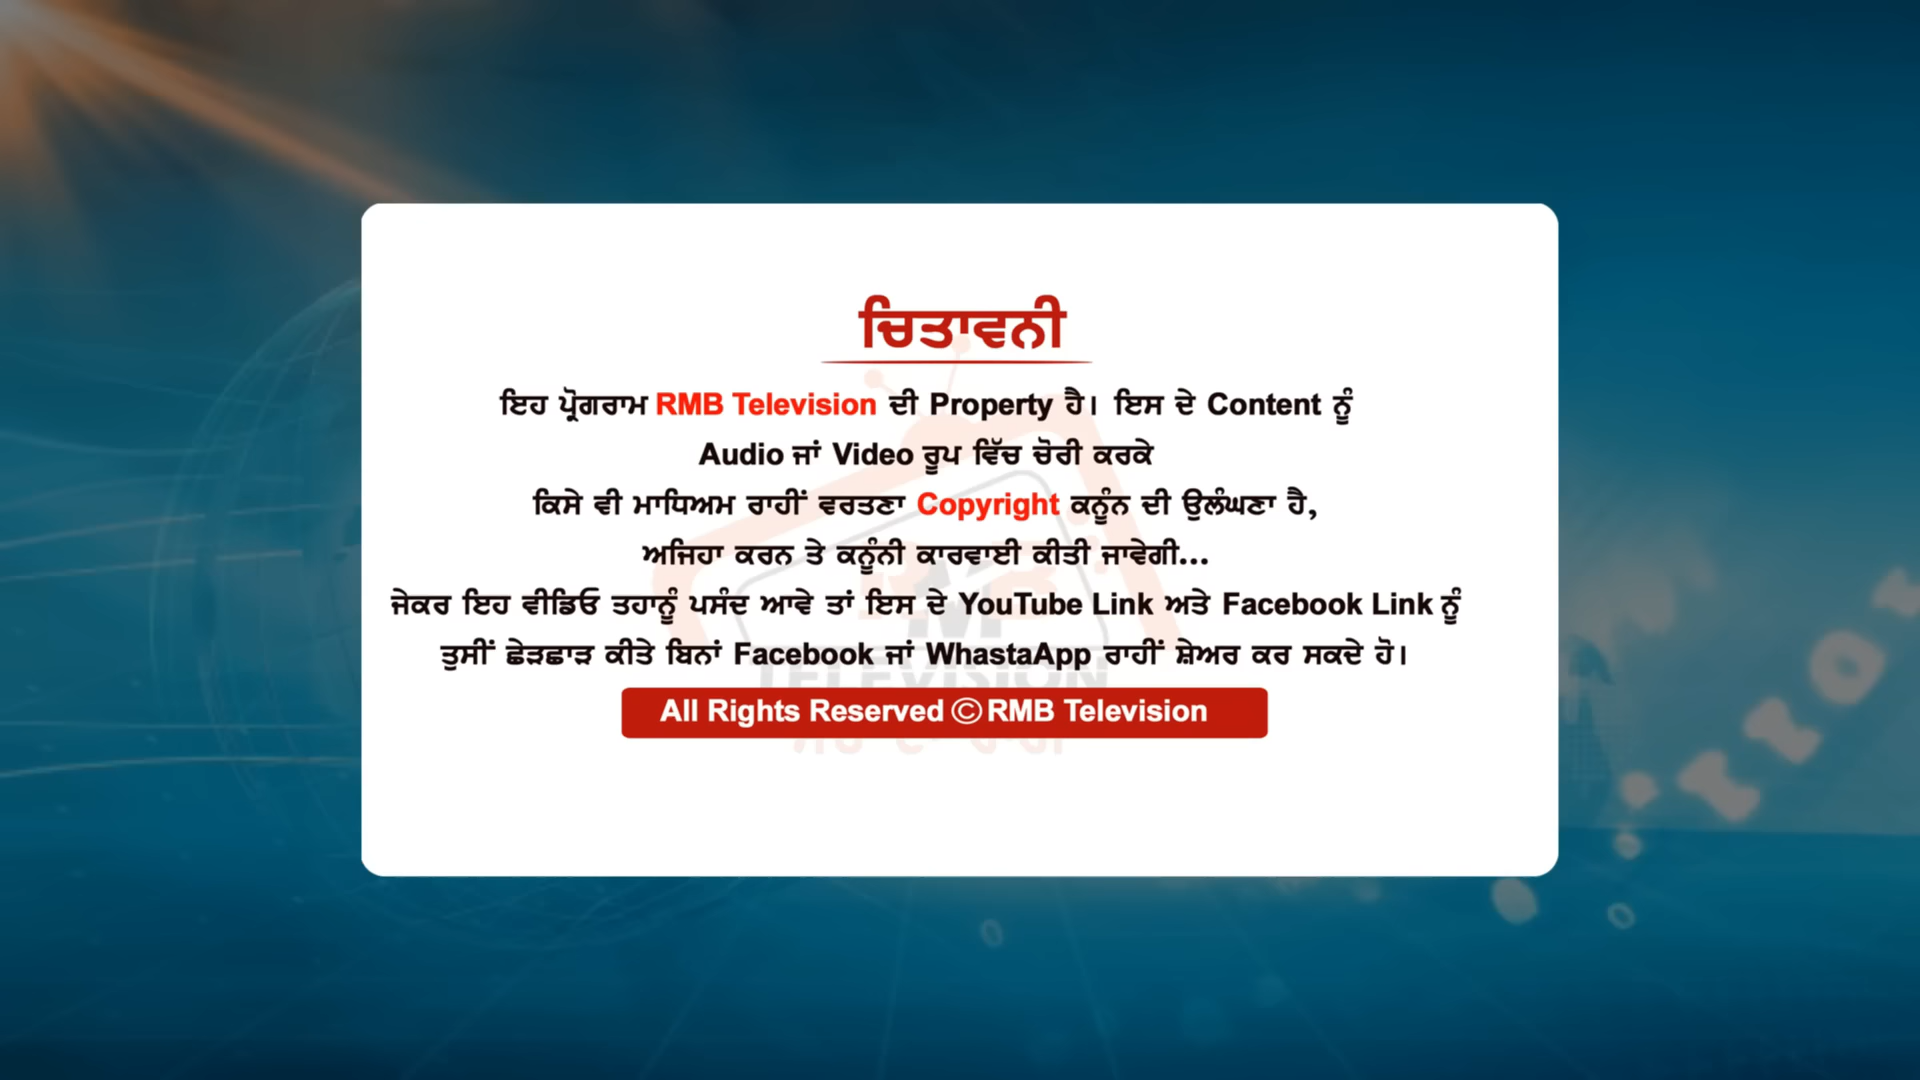 ਚਿਤਾਵਨੀ
ਇਹ ਪ੍ਰੋਗਰਾਮ RMB Television ਦੀ Property ਹੈ। ਇਸ ਦੇ Content ਨੂੰ
Audio ਜਾਂ Video ਰੂਪ ਵਿੱਚ ਚੋਰੀ ਕਰਕੇ
ਕਿਸੇ ਵੀ ਮਾਧਿਅਮ ਰਾਹੀਂ ਵਰਤਣਾ Copyright ਕਨੂੰਨ ਦੀ ਉਲੰਘਣਾ ਹੈ,
ਅਜਿਹਾ ਕਰਨ ਤੇ ਕਨੂੰਨੀ ਕਾਰਵਾਈ ਕੀਤੀ ਜਾਵੇਗੀ...
ਜੇਕਰ ਇਹ ਵੀਡਿਓ ਤਹਾਨੂੰ ਪਸੰਦ ਆਵੇ ਤਾਂ ਇਸ ਦੇ YouTube Link ਅਤੇ Facebook Link ਨੂੰ
ਤੁਸੀਂ ਛੇੜਛਾੜ ਕੀਤੇ ਬਿਨਾਂ Facebook ਜਾਂ WhastaApp ਰਾਹੀਂ ਸ਼ੇਅਰ ਕਰ ਸਕਦੇ ਹੋ।
TELEVISION
All Rights Reserved © RMB Television